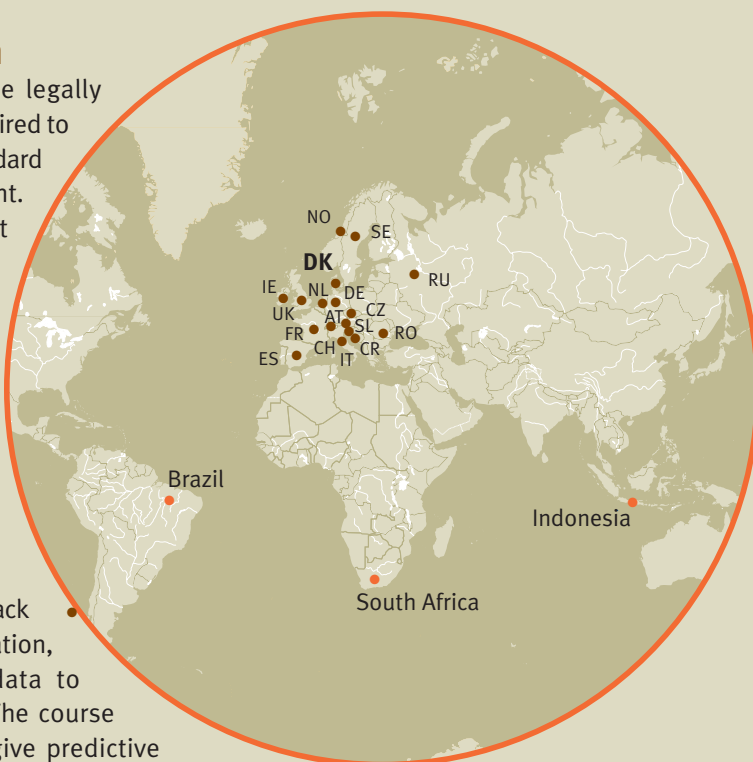 e legally
ired to
dard
nt.
t
NO
SE
DK
RU
IE
NL
DE
UK
CZ
AT
SL
FR
RO
CH
IT
CR
ES
Brazil
Indonesia
South Africa
ack
ation,
data to
The course
give predictive